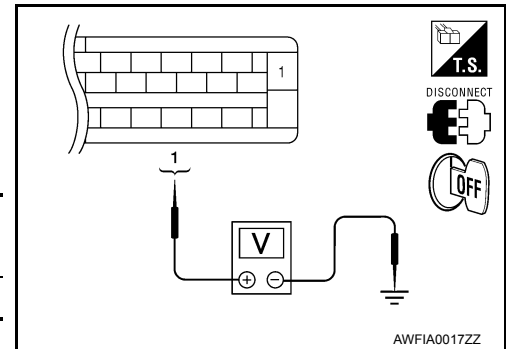 1
T.S.
DISCONNECT
OFF
1
V
+ −
AWFIA0017ZZ